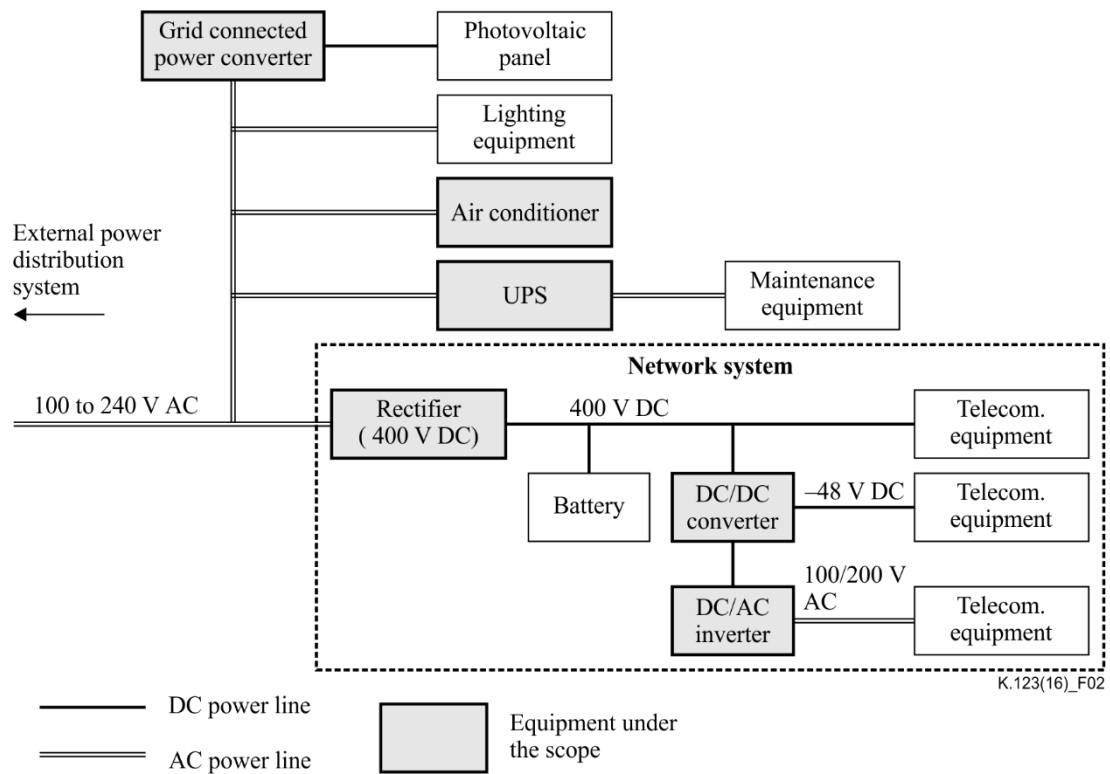 Grid connected
power converter
Photovoltaic
panel
Lighting
equipment
Air conditioner
External power
distribution
system
UPS
Maintenance
equipment
Network system
100 to 240 V AC
Rectifier
( 400 V DC)
400 V DC
Telecom.
equipment
Battery
DC/DC
converter
–48 V DC
Telecom.
equipment
DC/AC
inverter
100/200 V
AC
Telecom.
equipment
K.123(16)_F02
DC power line
AC power line
Equipment under
the scope